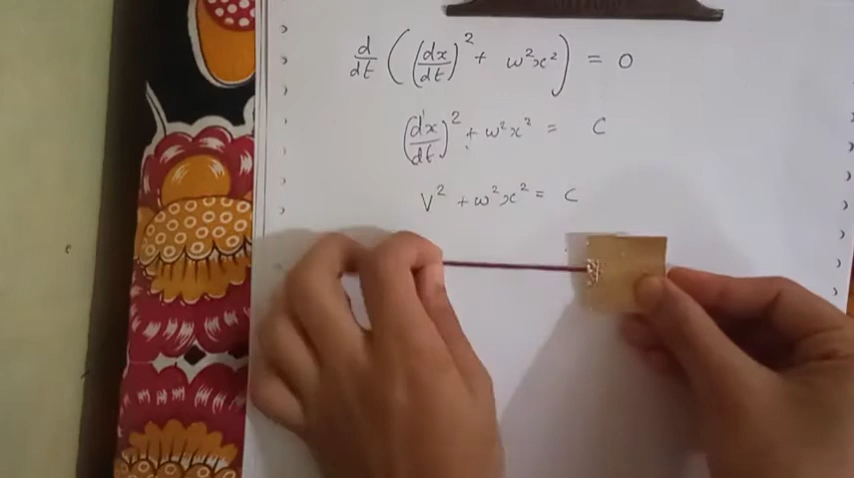 d/dt ((dx/dt)² + ω²x²) = 0
(dx/dt)² + ω²x² = C
V² + ω²x² = C